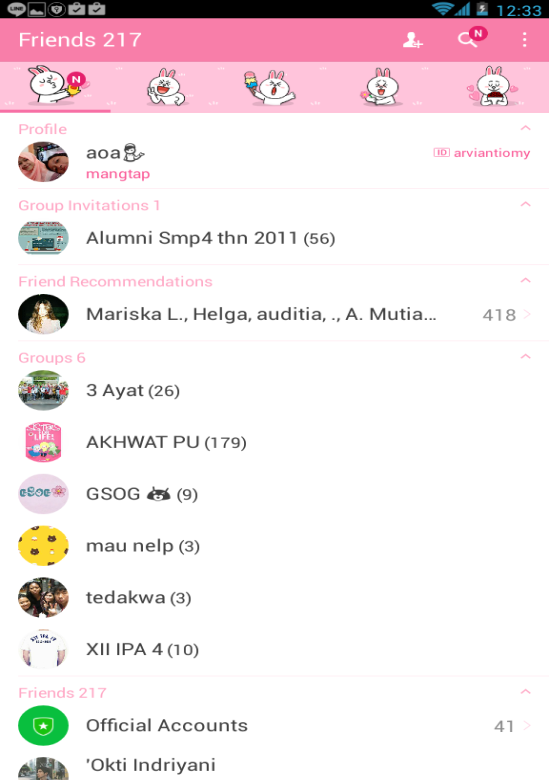 LINE
12:33
Friends 217
N
N
Profile
aoa
ID arviantiomy
mangtap
Group Invitations 1
Alumni Smp4 thn 2011 (56)
Friend Recommendations
Mariska L., Helga, auditia, ., A. Mutia...
418
Groups 6
3 Ayat (26)
AKHWAT PU (179)
GSOG (9)
mau nelp (3)
tedakwa (3)
XII IPA 4 (10)
Friends 217
Official Accounts
41
'Okti Indriyani